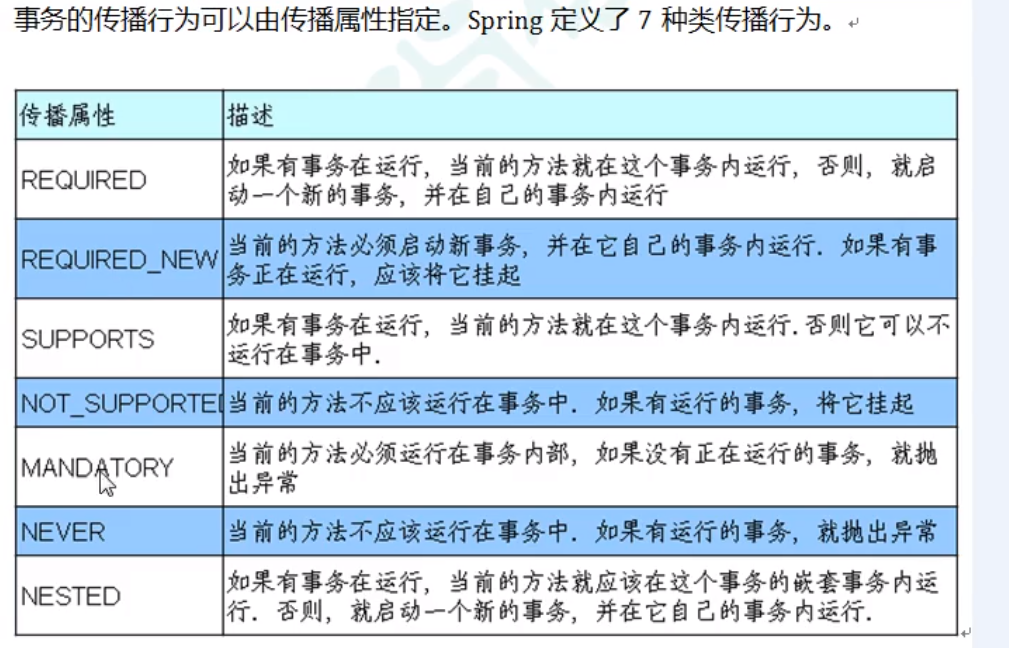 事务的传播行为可以由传播属性指定。Spring 定义了 7 种类传播行为。
传播属性 描述
REQUIRED
如果有事务在运行，当前的方法就在这个事务内运行，否则，就启
动一个新的事务，并在自己的事务内运行
REQUIRED_NEW
当前的方法必须启动新事务，并在它自己的事务内运行. 如果有事
务正在运行，应该将它挂起
SUPPORTS
如果有事务在运行，当前的方法就在这个事务内运行.否则它可以不
运行在事务中.
NOT_SUPPORTED 当前的方法不应该运行在事务中. 如果有运行的事务，将它挂起
MANDATORY
当前的方法必须运行在事务内部，如果没有正在运行的事务，就抛
出异常
NEVER 当前的方法不应该运行在事务中. 如果有运行的事务，就抛出异常
NESTED
如果有事务在运行，当前的方法就应该在这个事务的嵌套事务内运
行. 否则，就启动一个新的事务，并在它自己的事务内运行.